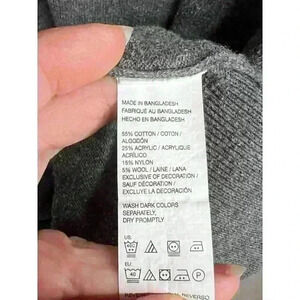 MADE IN BANGLADESH
FABRIQUÉ AU BANGLADESH
HECHO EN BANGLADESH
55% COTTON / COTON /
ALGODÓN
25% ACRYLIC / ACRYLIQUE
ACRÍLICO
15% NYLON
5% WOOL / LAINE / LANA
EXCLUSIVE OF DECORATION /
SAUF DÉCORATION /
EXCLUYE LA DECORACIÓN
WASH DARK COLORS
SEPARATELY,
DRY PROMPTLY
US:
EU:
40
P
REVERSO